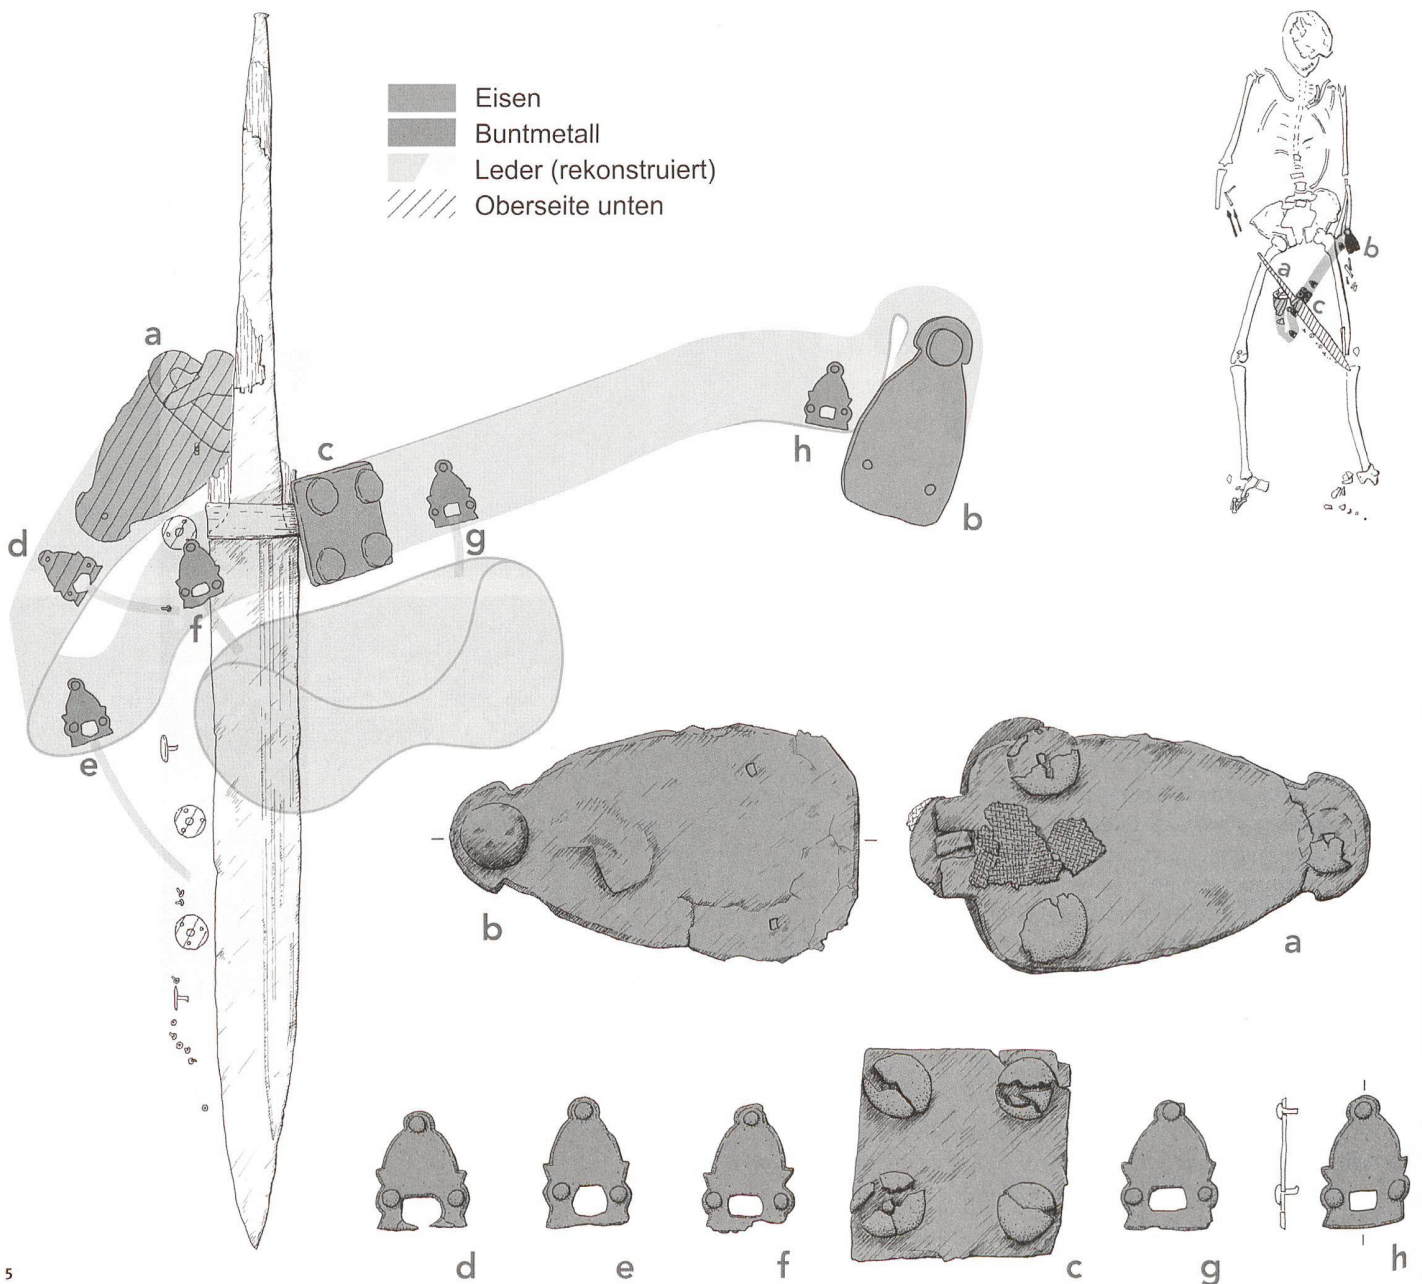 Eisen
Buntmetall
Leder (rekonstruiert)
Oberseite unten
a
b
c
a
c
h
b
d
g
f
e
b
a
d
e
f
c
g
h
5